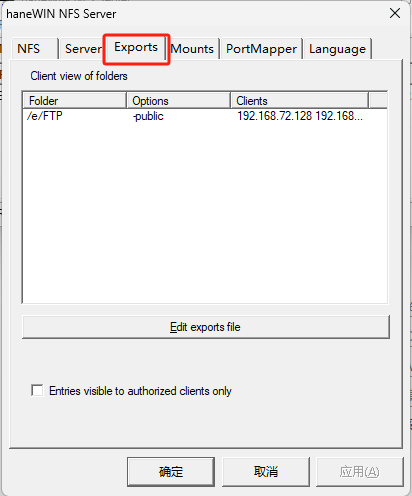 haneWIN NFS Server
NFS Server Exports Mounts PortMapper Language
Client view of folders
Folder Options Clients
/e/FTP -public 192.168.72.128 192.168...
Edit exports file
Entries visible to authorized clients only
确定 取消 应用(A)